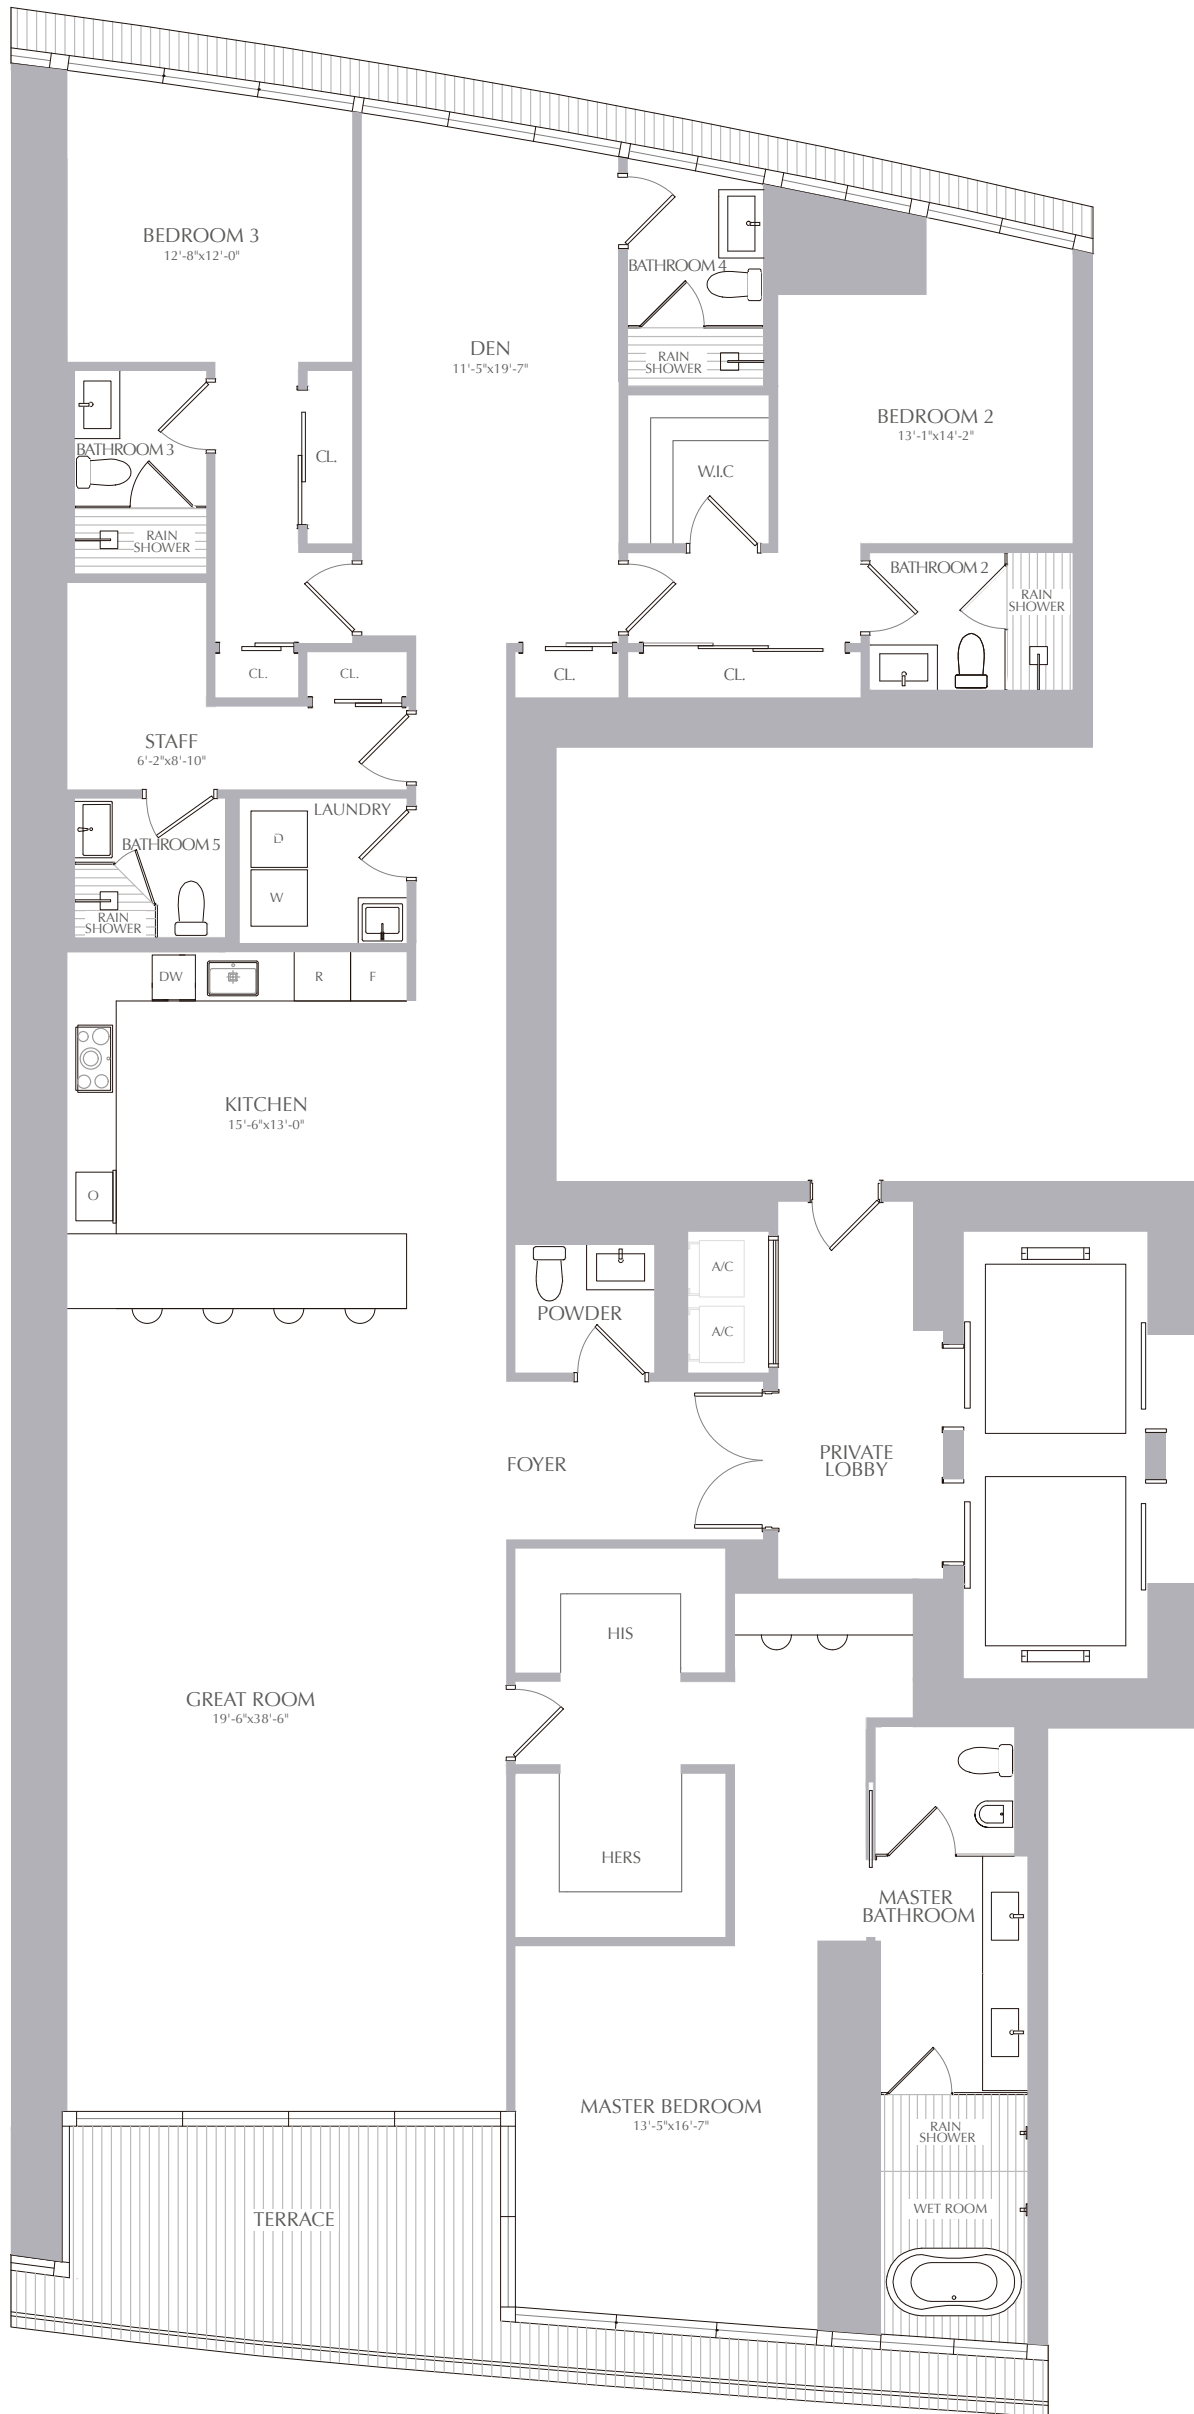 BEDROOM 3
12'-8"x12'-0"
BATHROOM 4
DEN
11'-5"x19'-7"
RAIN
SHOWER
BEDROOM 2
13'-1"x14'-2"
BATHROOM 3
CL.
W.I.C
RAIN
SHOWER
BATHROOM 2
RAIN
SHOWER
CL.
CL.
CL.
CL.
STAFF
6'-2"x8'-10"
LAUNDRY
D
BATHROOM 5
W
RAIN
SHOWER
DW
R
F
KITCHEN
15'-6"x13'-0"
O
A/C
POWDER
A/C
FOYER
PRIVATE
LOBBY
HIS
GREAT ROOM
19'-6"x38'-6"
HERS
MASTER
BATHROOM
MASTER BEDROOM
13'-5"x16'-7"
RAIN
SHOWER
WET ROOM
TERRACE